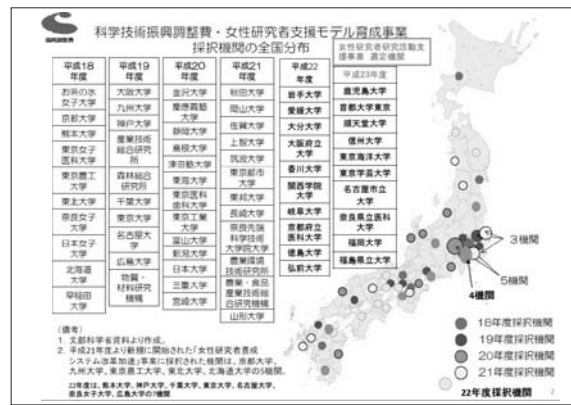 科学技術振興調整費・女性研究者支援モデル育成事業
採択機関の全国分布
平成18年度
お茶の水女子大学
京都大学
熊本大学
東京女子医科大学
東京農工大学
東北大学
奈良女子大学
日本女子大学
北海道大学
早稲田大学
平成19年度
大阪大学
九州大学
神戸大学
産業技術総合研究所
森林総合研究所
千葉大学
東京大学
名古屋大学
広島大学
物質・材料研究機構
平成20年度
金沢大学
慶應義塾大学
静岡大学
島根大学
津田塾大学
東海大学
東京医科歯科大学
東京工業大学
富山大学
新潟大学
日本大学
三重大学
宮崎大学
平成21年度
秋田大学
岡山大学
佐賀大学
上智大学
筑波大学
東京都市大学
東邦大学
長崎大学
奈良先端科学技術大学院大学
農業環境技術研究所
農業・食品産業技術総合研究機構
山形大学
平成22年度
岩手大学
愛媛大学
大分大学
大阪府立大学
香川大学
関西学院大学
岐阜大学
京都府立医科大学
徳島大学
弘前大学
女性研究者研究活動支援事業 選定機関
平成23年度
鹿児島大学
首都大学東京
順天堂大学
信州大学
東京海洋大学
東京学芸大学
名古屋市立大学
奈良県立医科大学
福岡大学
福島県立大学
3機関
5機関
4機関
18年度採択機関
19年度採択機関
20年度採択機関
21年度採択機関
22年度採択機関
(備考)
1. 文部科学省資料より作成。
2. 平成21年度より新規に開始された「女性研究者養成
システム改革加速」事業に採択された機関は、京都大学、
九州大学、東京農工大学、東北大学、北海道大学の5機関。
22年度は、熊本大学、神戸大学、千葉大学、東京大学、名古屋大学、
奈良女子大学、広島大学の7機関
2